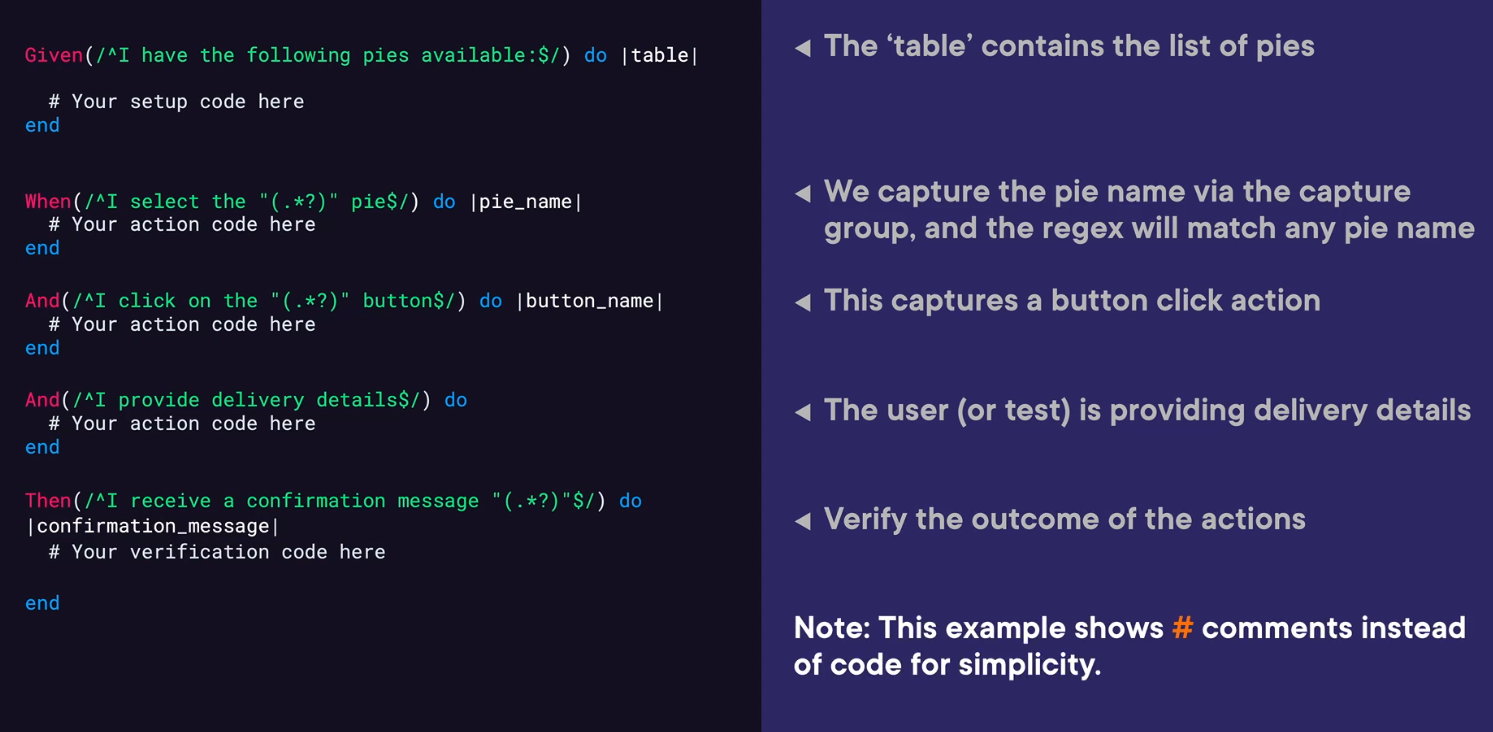 Given(/^I have the following pies available:$/) do |table|
  # Your setup code here
end
When(/^I select the "(.*?)" pie$/) do |pie_name|
  # Your action code here
end
And(/^I click on the "(.*?)" button$/) do |button_name|
  # Your action code here
end
And(/^I provide delivery details$/) do
  # Your action code here
end
Then(/^I receive a confirmation message "(.*?)"$/) do
|confirmation_message|
  # Your verification code here
end
◀ The ‘table’ contains the list of pies
◀ We capture the pie name via the capture
group, and the regex will match any pie name
◀ This captures a button click action
◀ The user (or test) is providing delivery details
◀ Verify the outcome of the actions
Note: This example shows # comments instead
of code for simplicity.